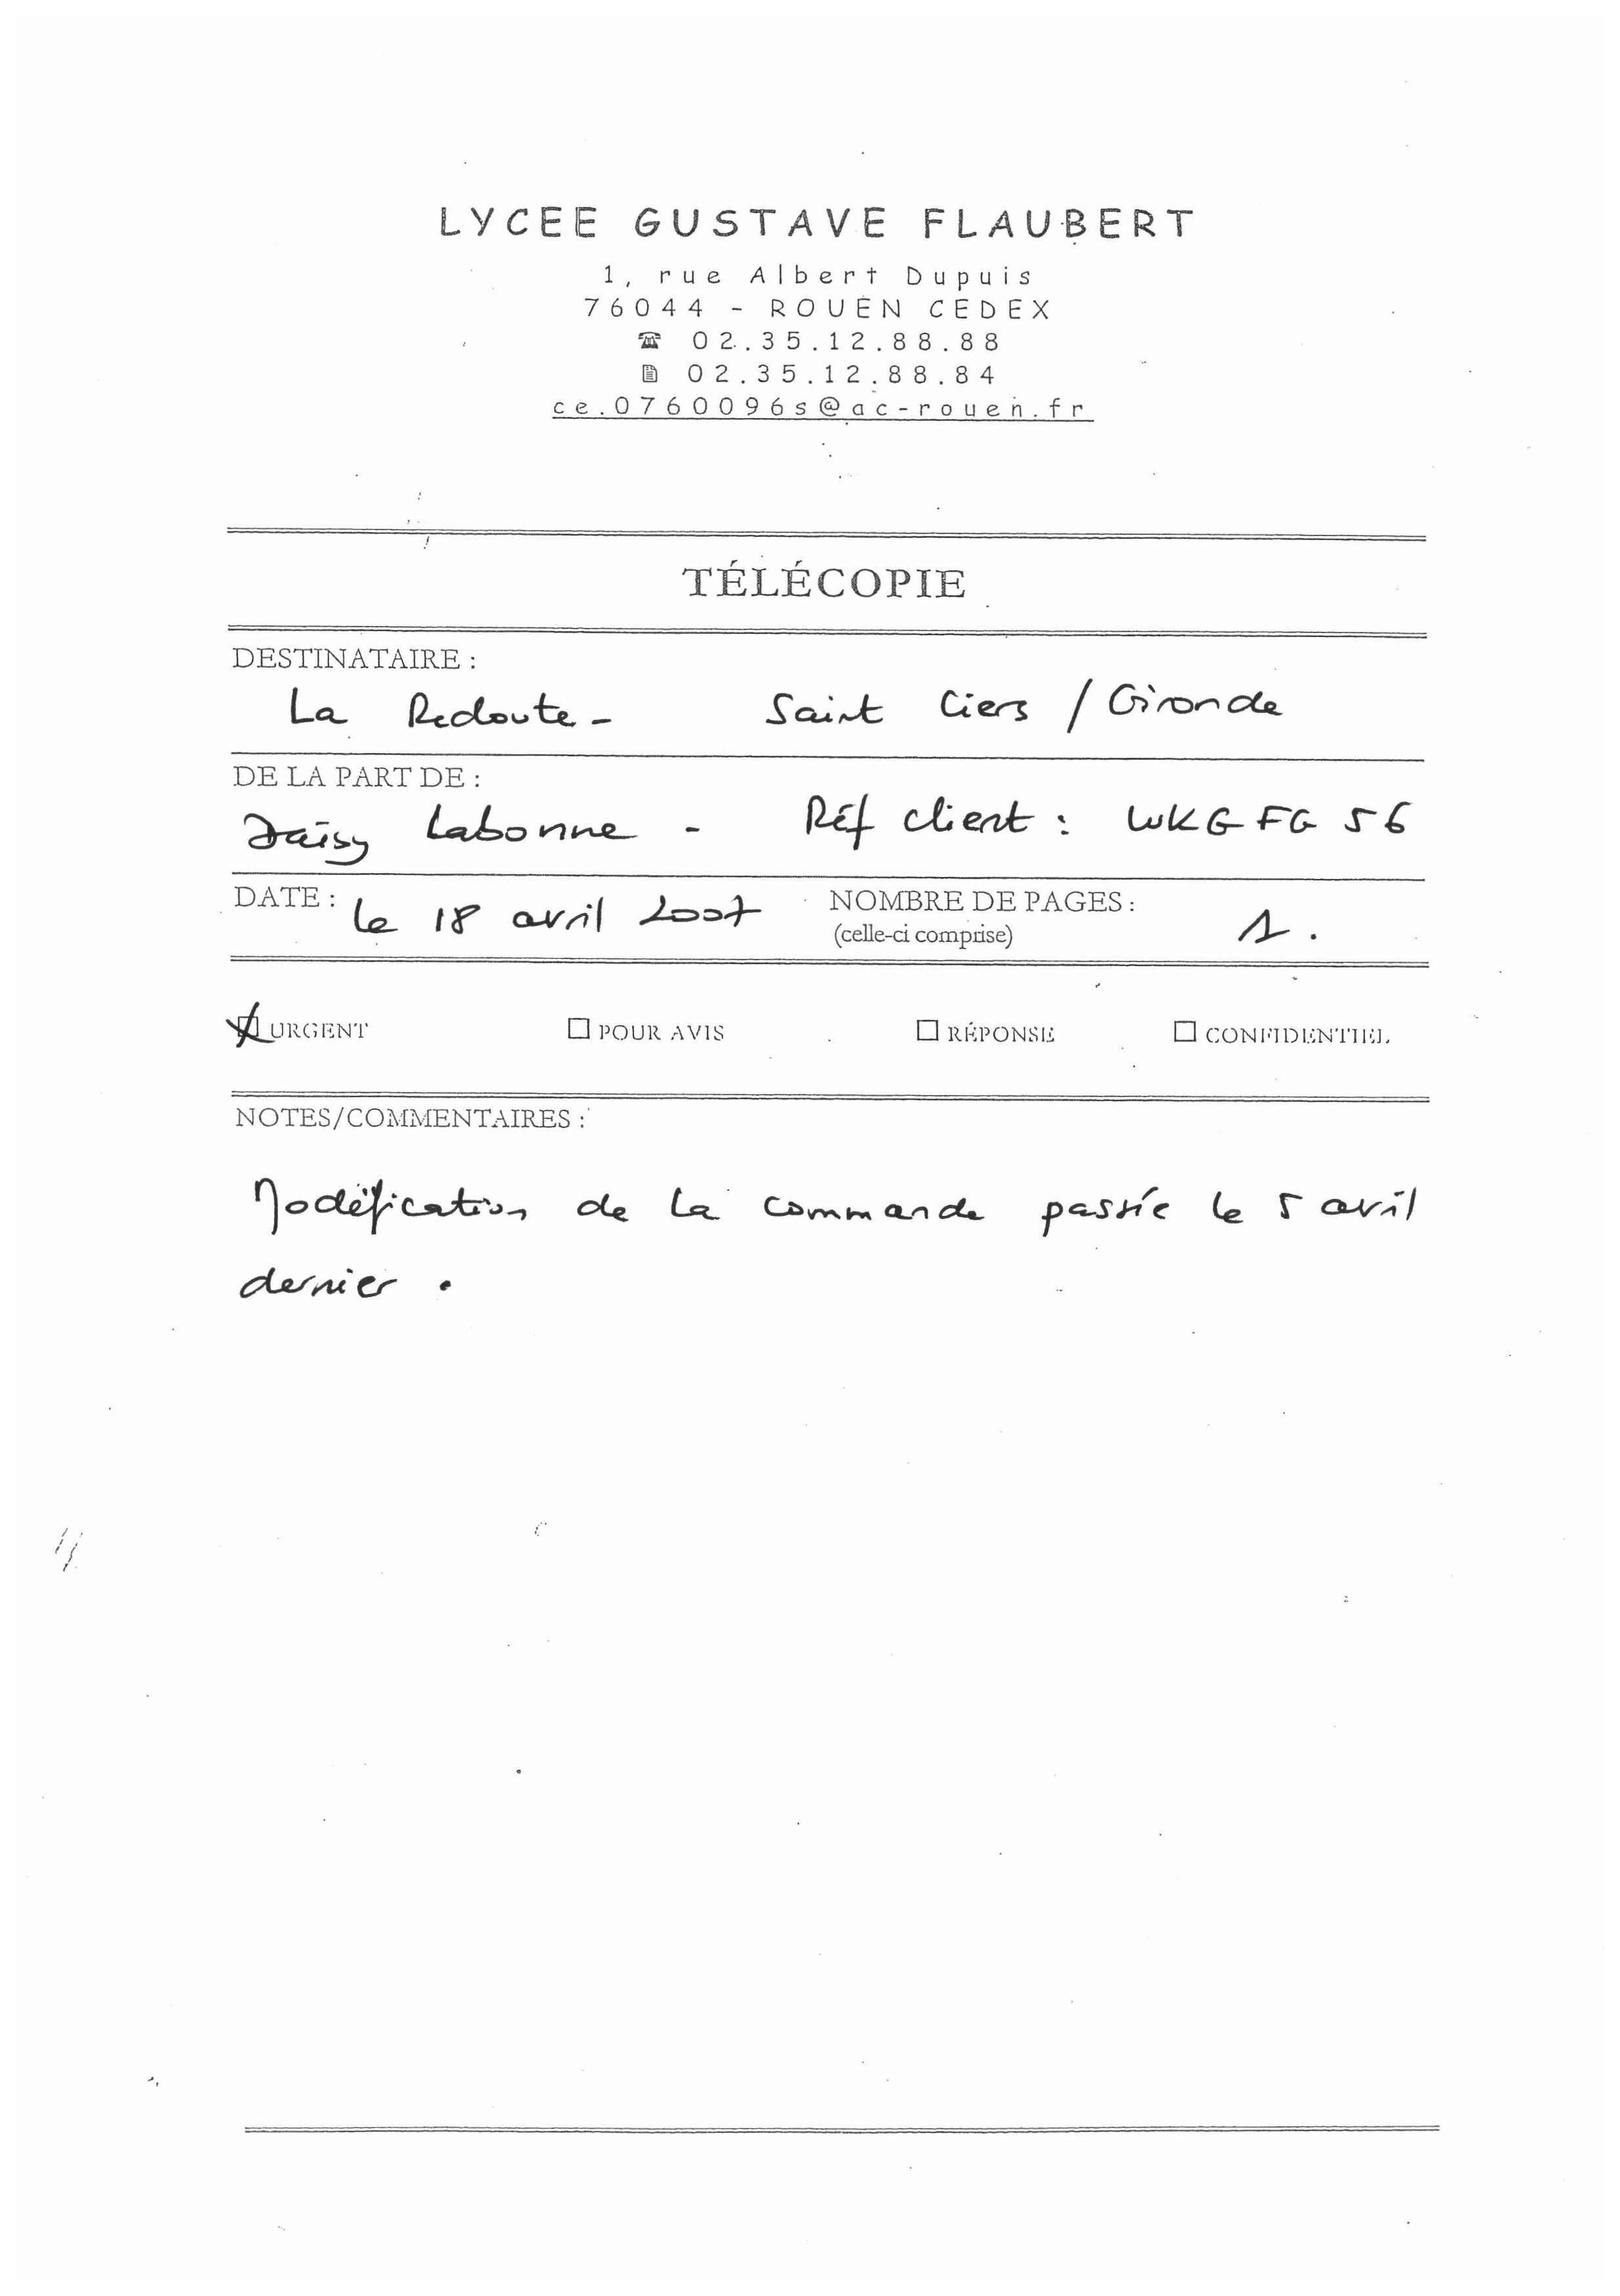 LYCEE GUSTAVE FLAUBERT
1, rue Albert Dupuis
76044 - ROUEN CEDEX
☎ 02.35.12.88.88
02.35.12.88.84
ce.0760096s@ac-rouen.fr
TÉLÉCOPIE
DESTINATAIRE :
La Redoute - Saint Ciers / Gironde
DE LA PART DE :
Daisy Labonne - Réf client : WKGFG56
DATE : le 18 avril 2007 NOMBRE DE PAGES : 1.
(celle-ci comprise)
URGENT POUR AVIS RÉPONSE CONFIDENTIEL
NOTES/COMMENTAIRES :
Modification de la commande passée le 5 avril
dernier .